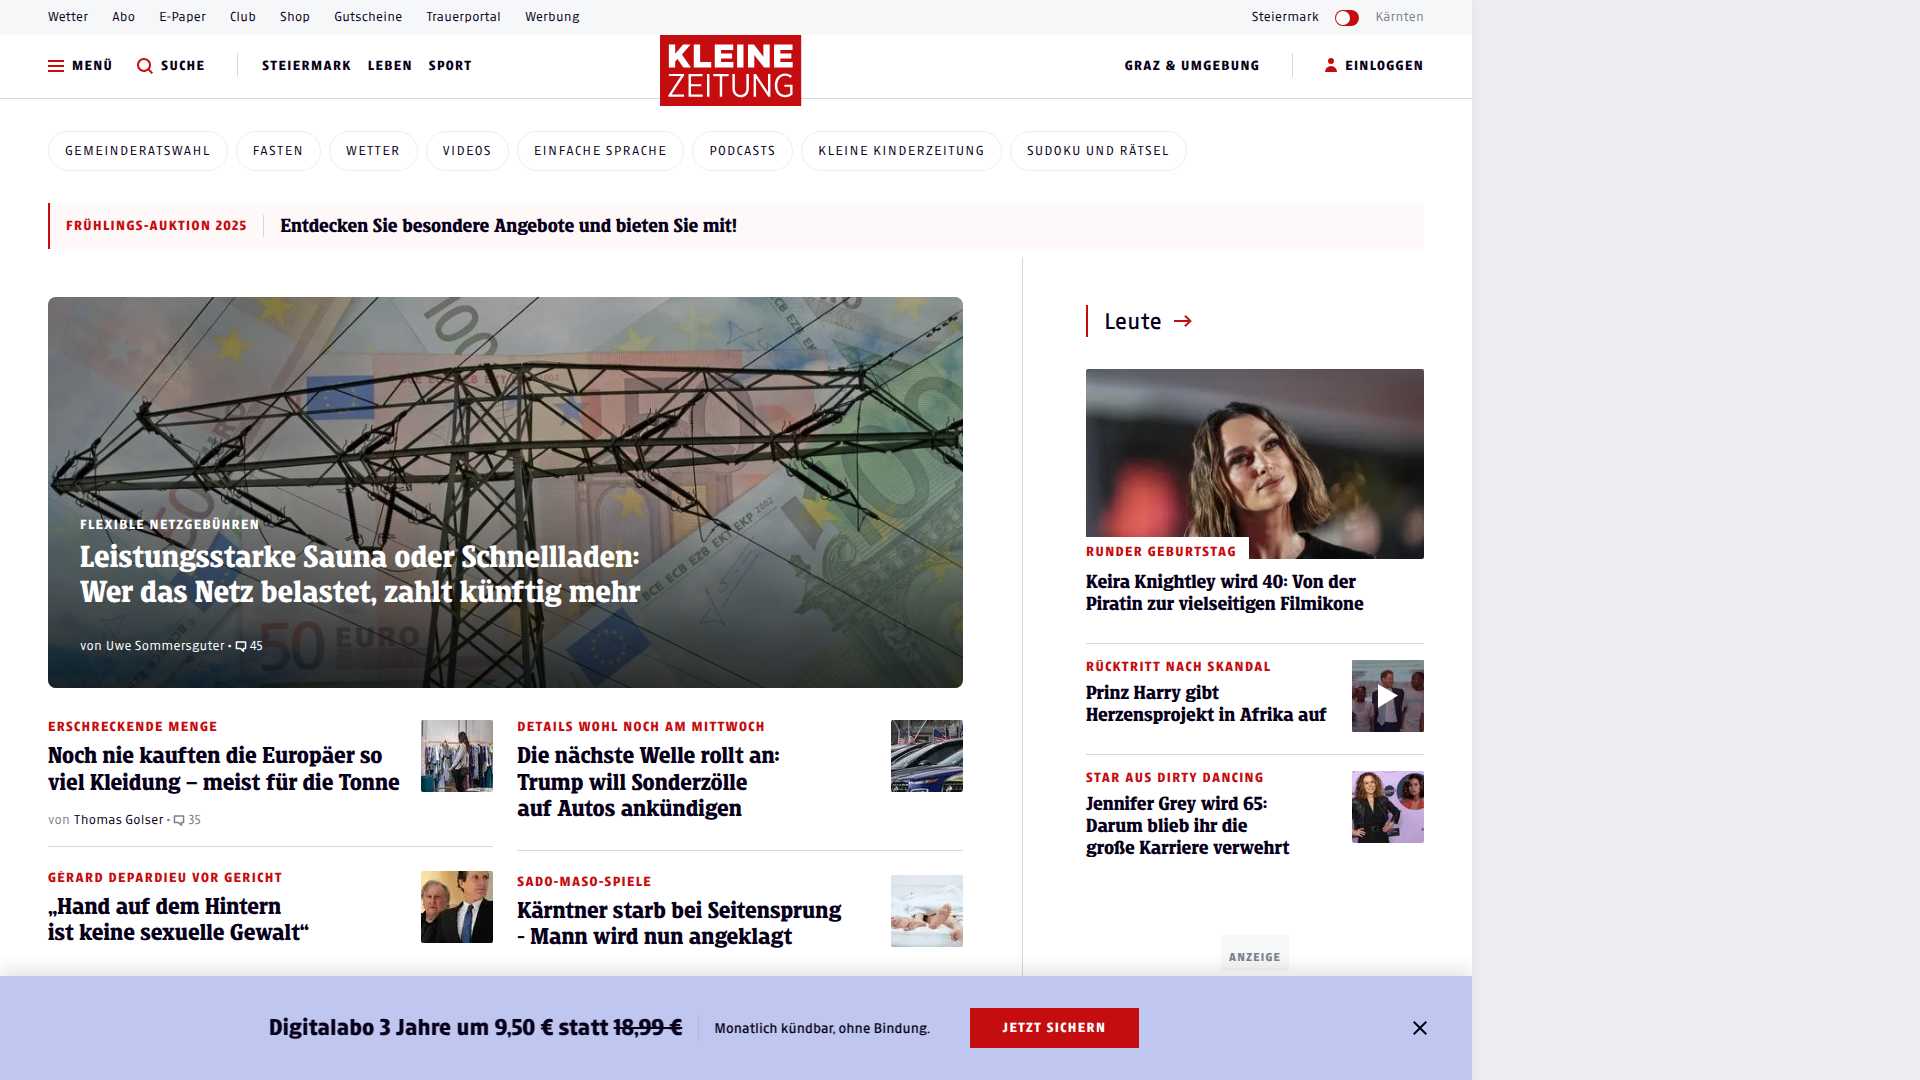 Wetter Abo E-Paper Club Shop Gutscheine Trauerportal Werbung Steiermark Kärnten
MENÜ SUCHE STEIERMARK LEBEN SPORT KLEINE ZEITUNG GRAZ & UMGEBUNG EINLOGGEN
GEMEINDERATSWAHL FASTEN WETTER VIDEOS EINFACHE SPRACHE PODCASTS KLEINE KINDERZEITUNG SUDOKU UND RÄTSEL
FRÜHLINGS-AUKTION 2025 Entdecken Sie besondere Angebote und bieten Sie mit!
FLEXIBLE NETZGEBÜHREN
Leistungsstarke Sauna oder Schnellladen:
Wer das Netz belastet, zahlt künftig mehr
von Uwe Sommersguter • 45
50 EURO
ERSCHRECKENDE MENGE
Noch nie kauften die Europäer so
viel Kleidung – meist für die Tonne
von Thomas Golser • 35
DETAILS WOHL NOCH AM MITTWOCH
Die nächste Welle rollt an:
Trump will Sonderzölle
auf Autos ankündigen
GÉRARD DEPARDIEU VOR GERICHT
„Hand auf dem Hintern
ist keine sexuelle Gewalt“
SADO-MASO-SPIELE
Kärntner starb bei Seitensprung
- Mann wird nun angeklagt
Leute
RUNDER GEBURTSTAG
Keira Knightley wird 40: Von der
Piratin zur vielseitigen Filmikone
RÜCKTRITT NACH SKANDAL
Prinz Harry gibt
Herzensprojekt in Afrika auf
STAR AUS DIRTY DANCING
Jennifer Grey wird 65:
Darum blieb ihr die
große Karriere verwehrt
ANZEIGE
Digitalabo 3 Jahre um 9,50 € statt 18,99 € Monatlich kündbar, ohne Bindung. JETZT SICHERN